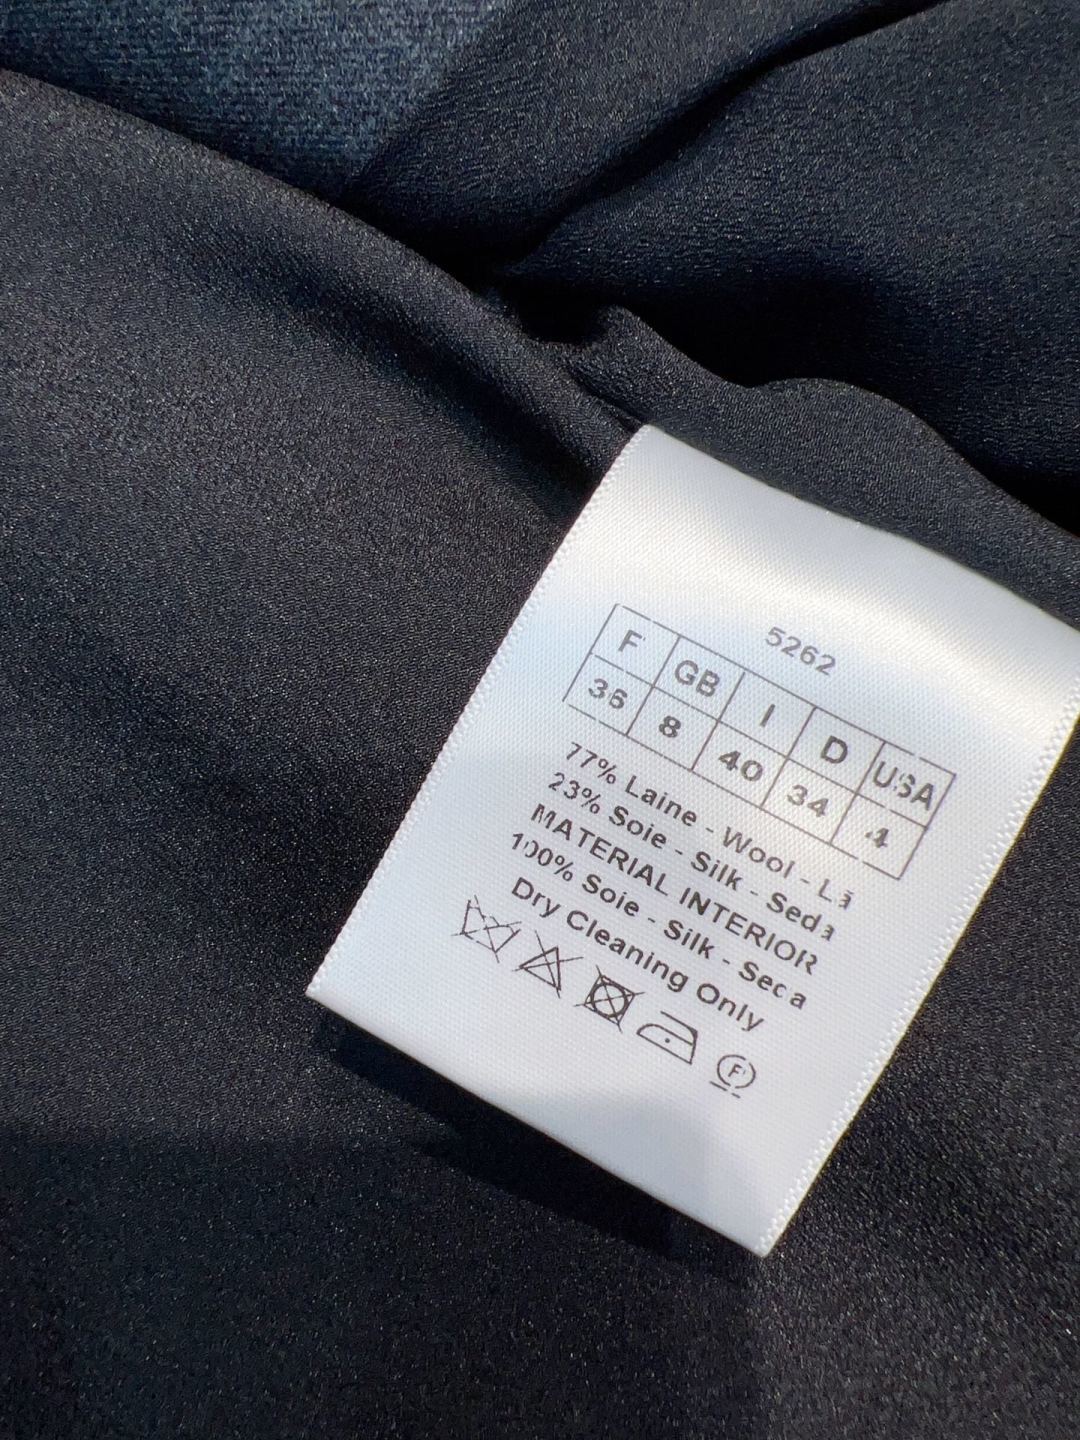 5262
F GB I D USA
36 8 40 34 4
77% Laine - Wool - Lã
23% Soie - Silk - Seda
MATERIAL INTERIOR
100% Soie - Silk - Seda
Dry Cleaning Only
F